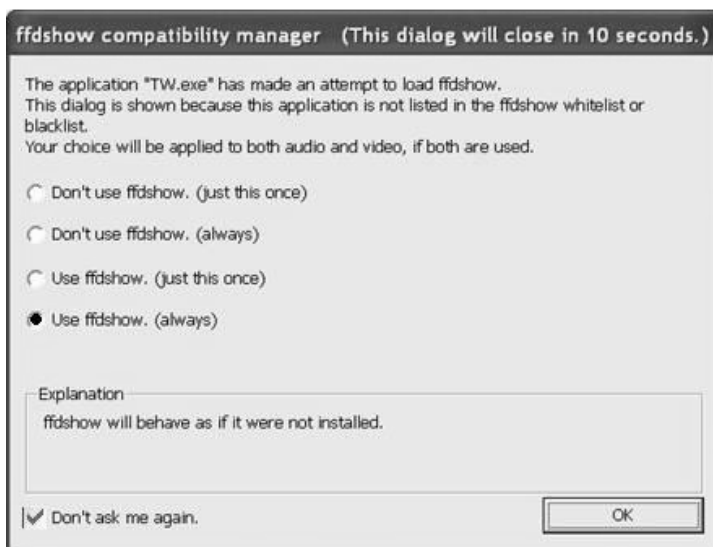 ffdshow compatibility manager (This dialog will close in 10 seconds.)
The application "TW.exe" has made an attempt to load ffdshow.
This dialog is shown because this application is not listed in the ffdshow whitelist or
blacklist.
Your choice will be applied to both audio and video, if both are used.
Don't use ffdshow. (just this once)
Don't use ffdshow. (always)
Use ffdshow. (just this once)
Use ffdshow. (always)
Explanation
ffdshow will behave as if it were not installed.
Don't ask me again.
OK